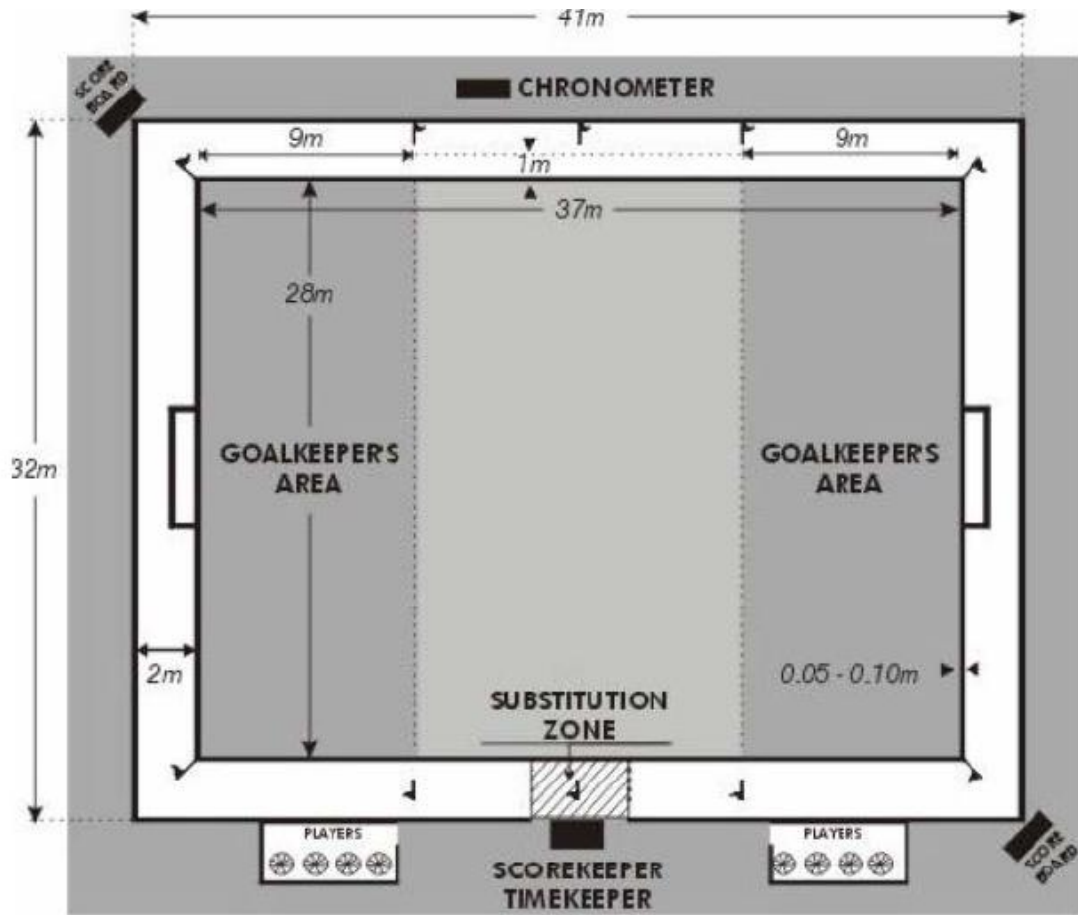 41m
SCORE
BOARD
CHRONOMETER
9m
9m
1m
37m
28m
GOALKEEPER'S
AREA
GOALKEEPER'S
AREA
32m
2m
0.05 - 0.10m
SUBSTITUTION
ZONE
PLAYERS
PLAYERS
SCOREKEEPER
TIMEKEEPER
SCORE
BOARD